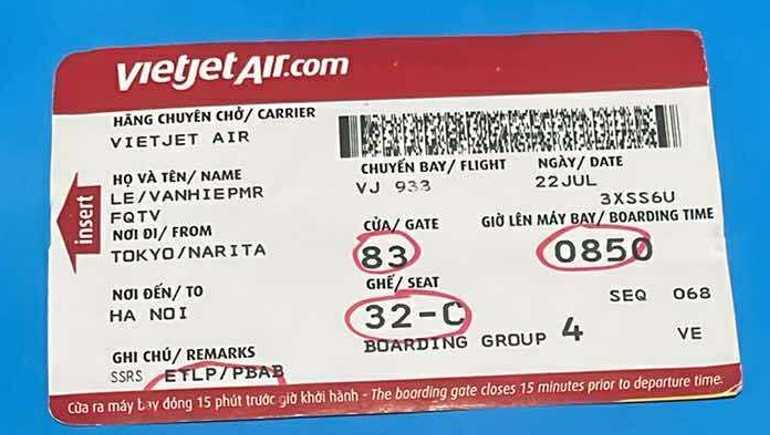 vietjetAir.com
HÃNG CHUYÊN CHỞ/ CARRIER
VIETJET AIR
HỌ VÀ TÊN/ NAME
LE/VANHIEPMR
FQTV
CHUYẾN BAY/ FLIGHT
VJ 933
NGÀY/ DATE
22JUL
3XSS6U
insert
NƠI ĐI/ FROM
TOKYO/NARITA
CỬA/ GATE
83
GIỜ LÊN MÁY BAY/ BOARDING TIME
0850
NƠI ĐẾN/ TO
HA NOI
GHẾ/ SEAT
32-C
SEQ 068
BOARDING GROUP 4
VE
GHI CHÚ/ REMARKS
SSRS ETLP/PBAB
Cửa ra máy bay đóng 15 phút trước giờ khởi hành - The boarding gate closes 15 minutes prior to departure time.